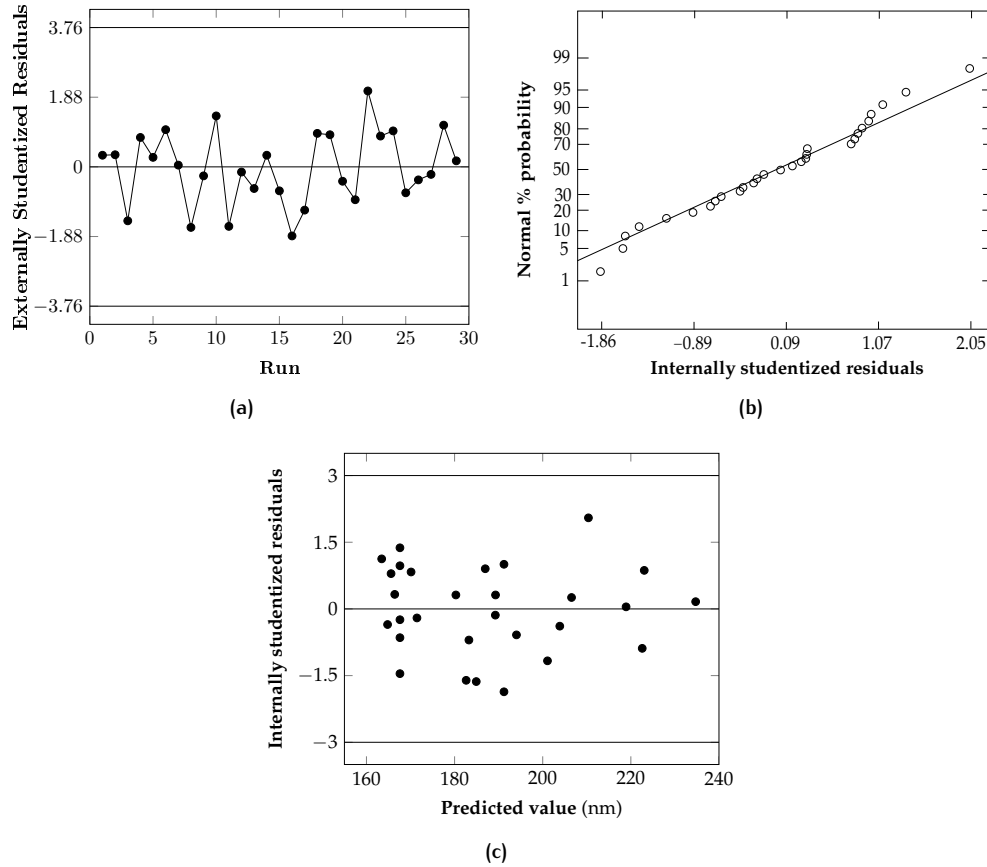 3.76
1.88
0
−1.88
−3.76
Externally Studentized Residuals
0 5 10 15 20 25 30
Run
(a)
99
95
90
80
70
50
30
20
10
5
1
Normal % probability
-1.86 −0.89 0.09 1.07 2.05
Internally studentized residuals
(b)
3
1.5
0
−1.5
−3
Internally studentized residuals
160 180 200 220 240
Predicted value (nm)
(c)